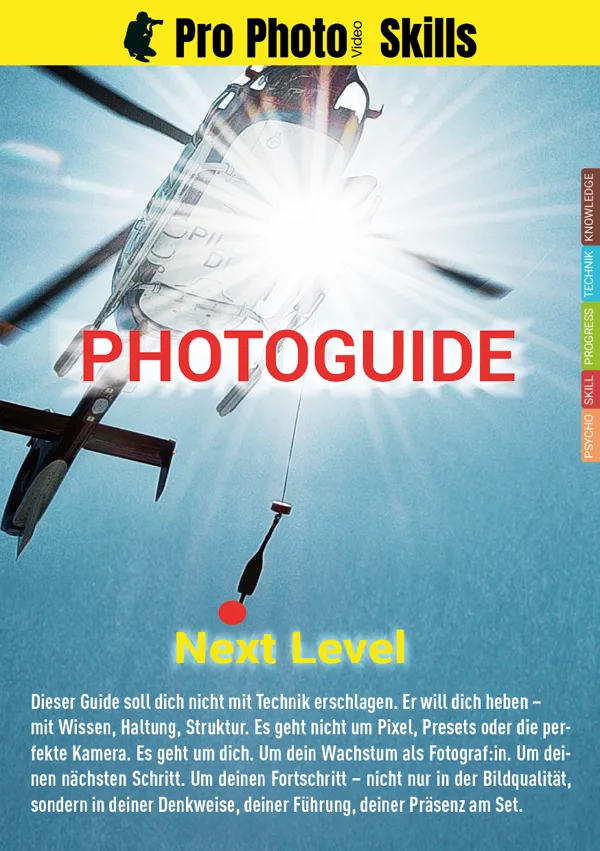 Pro Photo Video Skills
KNOWLEDGE
TECHNIK
PROGRESS
SKILL
PSYCHO
PHOTOGUIDE
Next Level
Dieser Guide soll dich nicht mit Technik erschlagen. Er will dich heben –
mit Wissen, Haltung, Struktur. Es geht nicht um Pixel, Presets oder die per-
fekte Kamera. Es geht um dich. Um dein Wachstum als Fotograf:in. Um dei-
nen nächsten Schritt. Um deinen Fortschritt – nicht nur in der Bildqualität,
sondern in deiner Denkweise, deiner Führung, deiner Präsenz am Set.